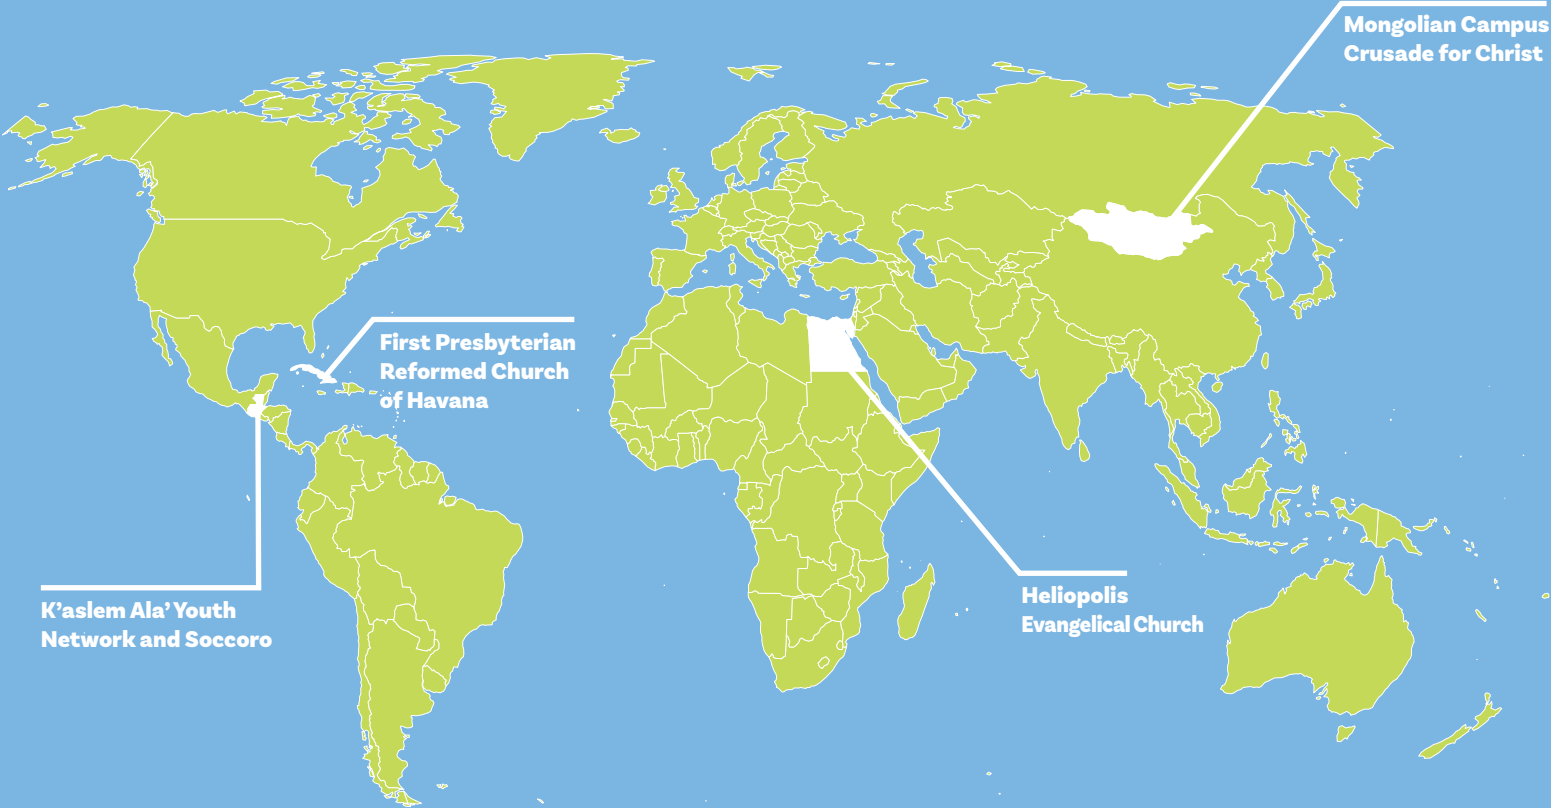 Mongolian Campus
Crusade for Christ
First Presbyterian
Reformed Church
of Havana
Heliopolis
Evangelical Church
K’aslem Ala’ Youth
Network and Soccoro